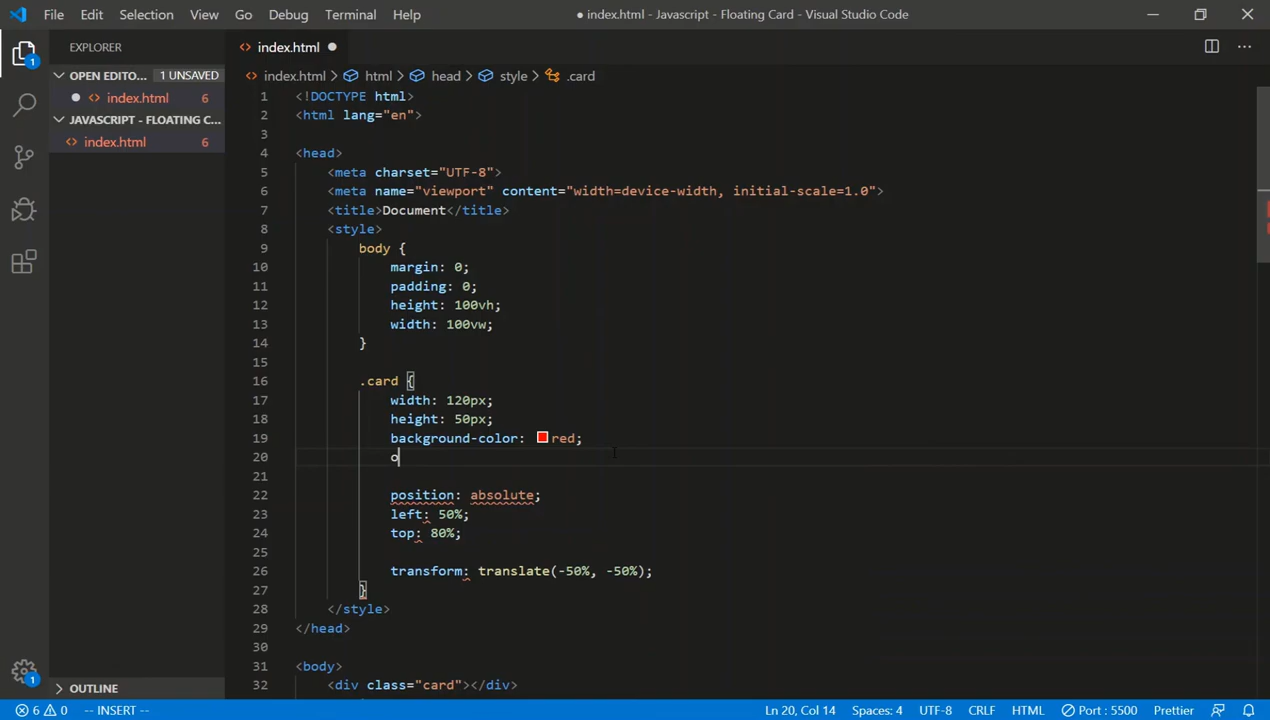 File Edit Selection View Go Debug Terminal Help ● index.html - Javascript - Floating Card - Visual Studio Code
EXPLORER
index.html
OPEN EDITO... 1 UNSAVED
index.html > html > head > style > .card
index.html 6
JAVASCRIPT - FLOATING C...
index.html 6
1 <!DOCTYPE html>
2 <html lang="en">
3
4 <head>
5 <meta charset="UTF-8">
6 <meta name="viewport" content="width=device-width, initial-scale=1.0">
7 <title>Document</title>
8 <style>
9 body {
10 margin: 0;
11 padding: 0;
12 height: 100vh;
13 width: 100vw;
14 }
15
16 .card {
17 width: 120px;
18 height: 50px;
19 background-color: red;
20 o
21
22 position: absolute;
23 left: 50%;
24 top: 80%;
25
26 transform: translate(-50%, -50%);
27 }
28 </style>
29 </head>
30
31 <body>
32 <div class="card"></div>
1
1
OUTLINE
6 0 -- INSERT -- Ln 20, Col 14 Spaces: 4 UTF-8 CRLF HTML Port : 5500 Prettier